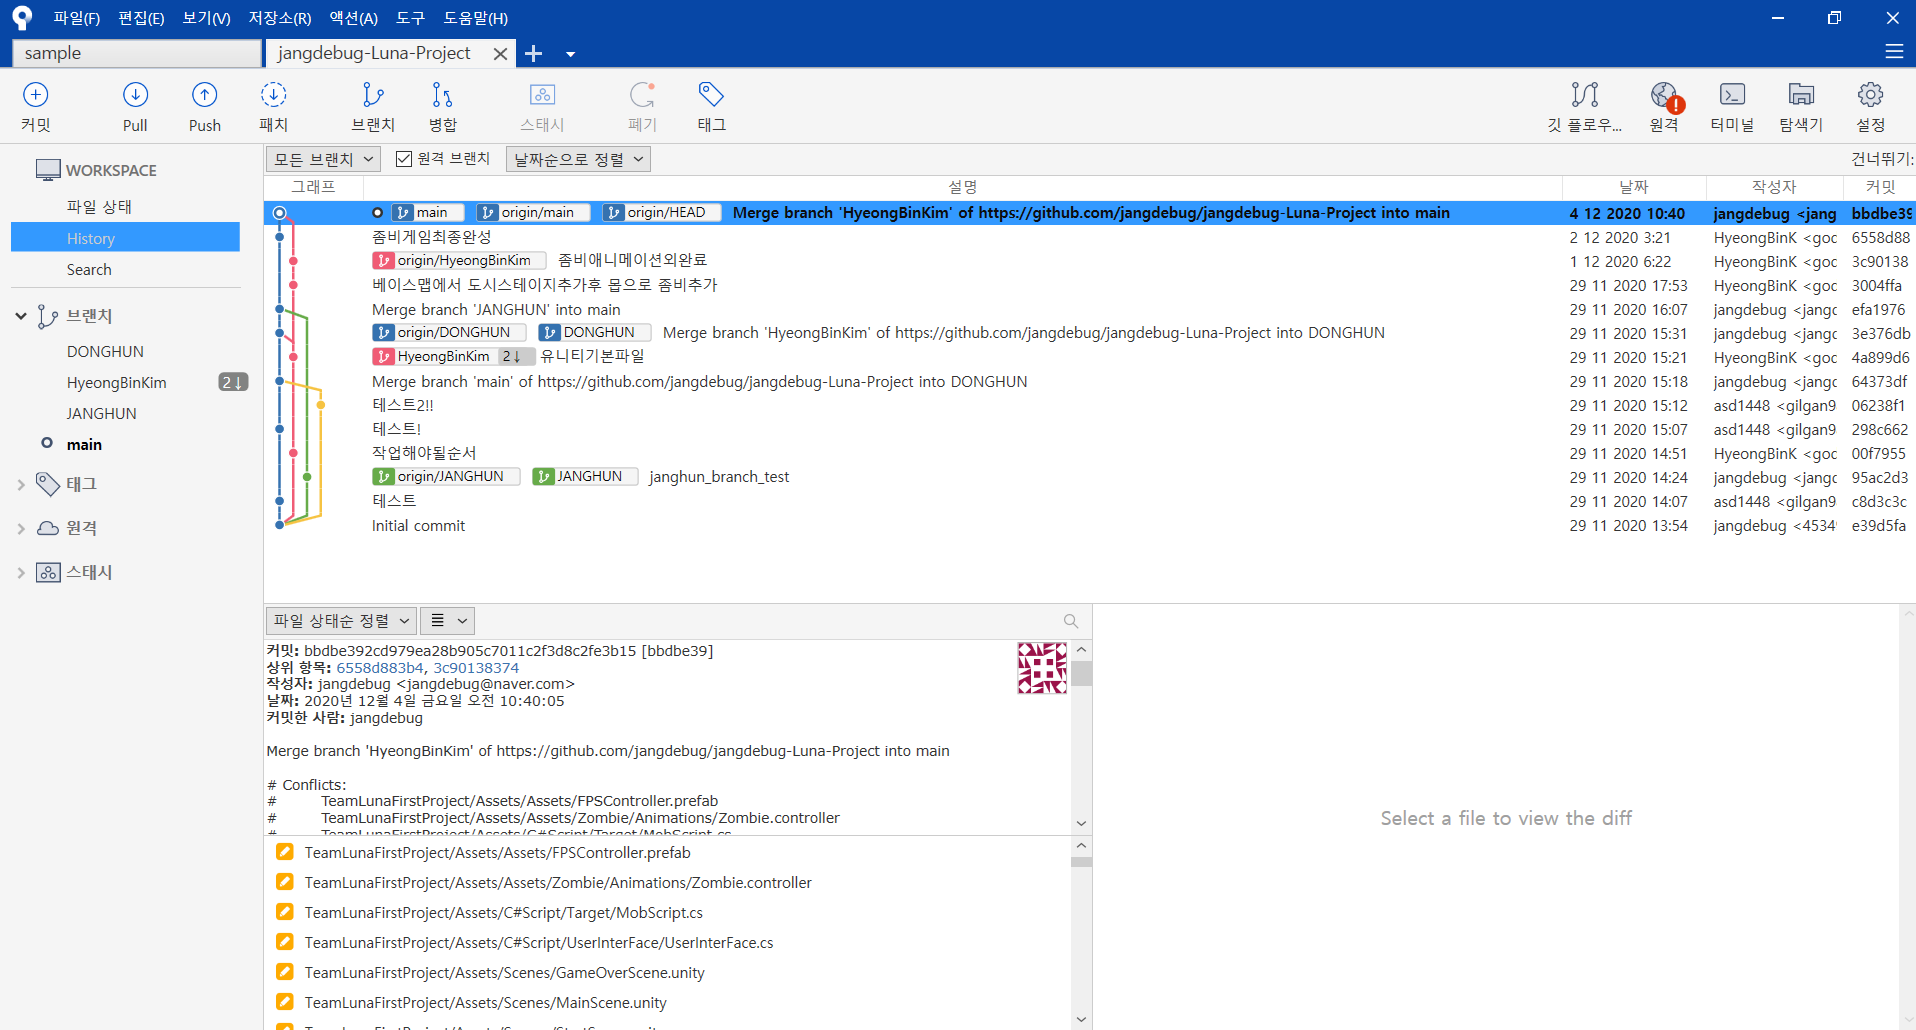 파일(F) 편집(E) 보기(V) 저장소(R) 액션(A) 도구 도움말(H)
sample jangdebug-Luna-Project
커밋 Pull Push 패치 브랜치 병합 스태시 폐기 태그 깃 플로우... 원격 터미널 탐색기 설정
WORKSPACE
파일 상태
History
Search
브랜치
DONGHUN
HyeongBinKim 2↓
JANGHUN
main
태그
원격
스태시
모든 브랜치 원격 브랜치 날짜순으로 정렬 건너뛰기:
그래프 설명 날짜 작성자 커밋
main origin/main origin/HEAD Merge branch 'HyeongBinKim' of https://github.com/jangdebug/jangdebug-Luna-Project into main 4 12 2020 10:40 jangdebug <jang bbdbe39
좀비게임최종완성 2 12 2020 3:21 HyeongBinK <goc 6558d88
origin/HyeongBinKim 좀비애니메이션외완료 1 12 2020 6:22 HyeongBinK <goc 3c90138
베이스맵에서 도시스테이지추가후 몹으로 좀비추가 29 11 2020 17:53 HyeongBinK <goc 3004ffa
Merge branch 'JANGHUN' into main 29 11 2020 16:07 jangdebug <jangc efa1976
origin/DONGHUN DONGHUN Merge branch 'HyeongBinKim' of https://github.com/jangdebug/jangdebug-Luna-Project into DONGHUN 29 11 2020 15:31 jangdebug <jangc 3e376db
HyeongBinKim 2↓ 유니티기본파일 29 11 2020 15:21 HyeongBinK <goc 4a899d6
Merge branch 'main' of https://github.com/jangdebug/jangdebug-Luna-Project into DONGHUN 29 11 2020 15:18 jangdebug <jangc 64373df
테스트2!! 29 11 2020 15:12 asd1448 <gilgan9 06238f1
테스트! 29 11 2020 15:07 asd1448 <gilgan9 298c662
작업해야될순서 29 11 2020 14:51 HyeongBinK <goc 00f7955
origin/JANGHUN JANGHUN janghun_branch_test 29 11 2020 14:24 jangdebug <jangc 95ac2d3
테스트 29 11 2020 14:07 asd1448 <gilgan9 c8d3c3c
Initial commit 29 11 2020 13:54 jangdebug <4534 e39d5fa
파일 상태순 정렬
커밋: bbdbe392cd979ea28b905c7011c2f3d8c2fe3b15 [bbdbe39]
상위 항목: 6558d883b4, 3c90138374
작성자: jangdebug <jangdebug@naver.com>
날짜: 2020년 12월 4일 금요일 오전 10:40:05
커밋한 사람: jangdebug
Merge branch 'HyeongBinKim' of https://github.com/jangdebug/jangdebug-Luna-Project into main
# Conflicts:
# TeamLunaFirstProject/Assets/Assets/FPSController.prefab
# TeamLunaFirstProject/Assets/Assets/Zombie/Animations/Zombie.controller
# TeamLunaFirstProject/Assets/C#Script/Target/MobScript.cs
TeamLunaFirstProject/Assets/Assets/FPSController.prefab
TeamLunaFirstProject/Assets/Assets/Zombie/Animations/Zombie.controller
TeamLunaFirstProject/Assets/C#Script/Target/MobScript.cs
TeamLunaFirstProject/Assets/C#Script/UserInterFace/UserInterFace.cs
TeamLunaFirstProject/Assets/Scenes/GameOverScene.unity
TeamLunaFirstProject/Assets/Scenes/MainScene.unity
Select a file to view the diff